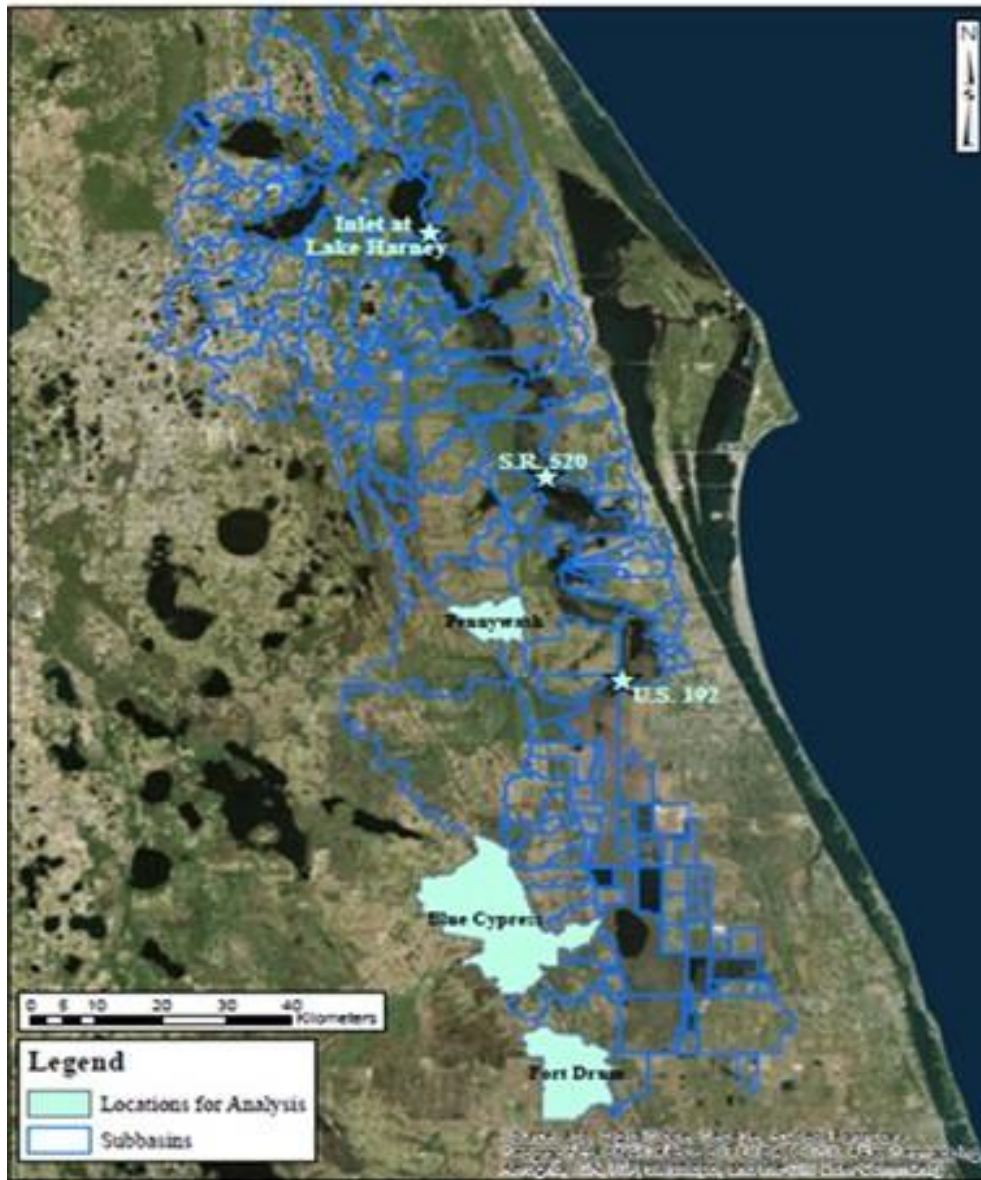 N
Inlet at
Lake Harney
S.R. 520
Pennywash
U.S. 192
Blue Cypress
Fort Drum
0 5 10 20 30 40
Kilometers
Legend
Locations for Analysis
Subbasins